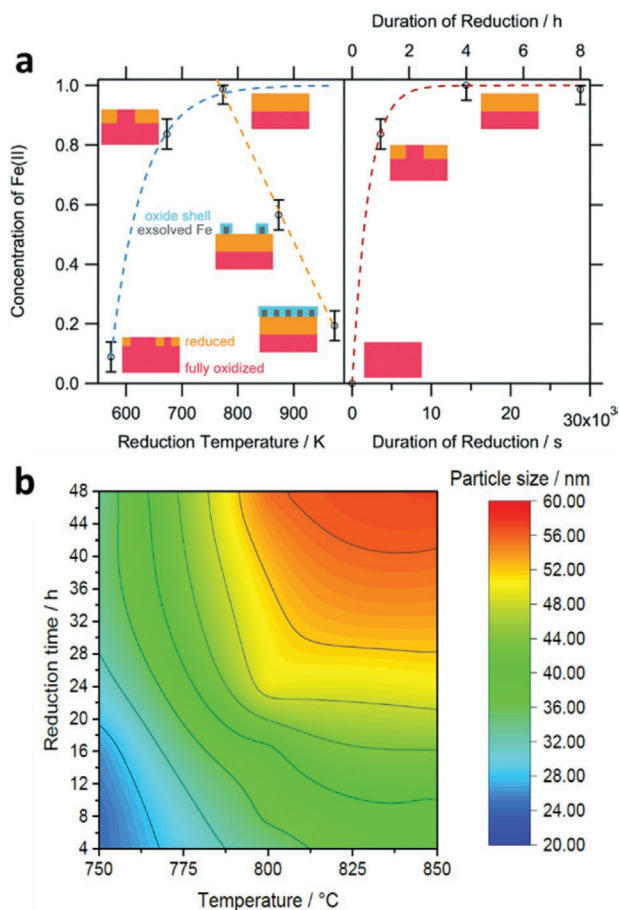 a
Duration of Reduction / h
0 2 4 6 8
Concentration of Fe(II)
1.0
0.8
0.6
0.4
0.2
0.0
oxide shell
exsolved Fe
reduced
fully oxidized
600 700 800 900
Reduction Temperature / K
0 10 20 30x10³
Duration of Reduction / s
b
Particle size / nm
Reduction time / h
48
44
40
36
32
28
24
20
16
12
8
4
750 775 800 825 850
Temperature / °C
60.00
56.00
52.00
48.00
44.00
40.00
36.00
32.00
28.00
24.00
20.00